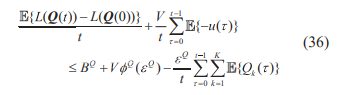 𝔼{L(Q(t))−L(Q(0))}/t + V/t ∑_{τ=0}^{t−1} 𝔼{−u(τ)}
≤ B^Q + Vϕ^{(ε^Q)} − ε^Q/t ∑_{τ=0}^{t−1} ∑_{k=1}^{K} 𝔼{Q_k(τ)}
(36)